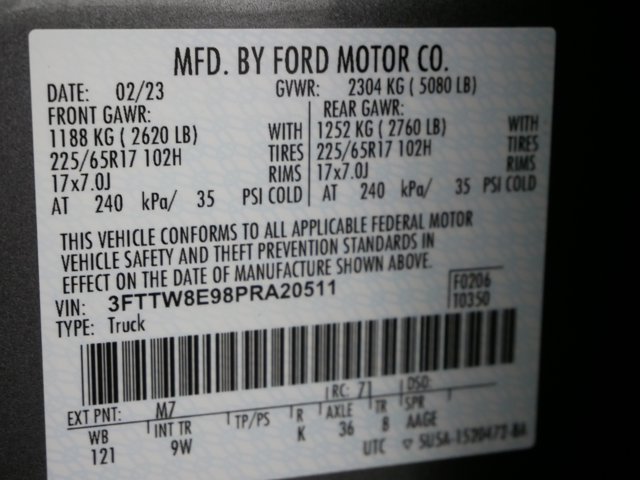 MFD. BY FORD MOTOR CO.
DATE: 02/23 GVWR: 2304 KG ( 5080 LB)
FRONT GAWR: REAR GAWR:
1188 KG ( 2620 LB) WITH 1252 KG ( 2760 LB) WITH
225/65R17 102H TIRES 225/65R17 102H TIRES
17x7.0J RIMS 17x7.0J RIMS
AT 240 kPa/ 35 PSI COLD AT 240 kPa/ 35 PSI COLD
THIS VEHICLE CONFORMS TO ALL APPLICABLE FEDERAL MOTOR
VEHICLE SAFETY AND THEFT PREVENTION STANDARDS IN
EFFECT ON THE DATE OF MANUFACTURE SHOWN ABOVE.
VIN: 3FTTW8E98PRA20511 F0206
TYPE: Truck T0350
EXT PNT: M7 RC: 71 DSO:
WB INT TR TP/PS R AXLE TR SPR
121 9W K 36 8 AAGE
UTC ▽ 5U5A-1520472-BA